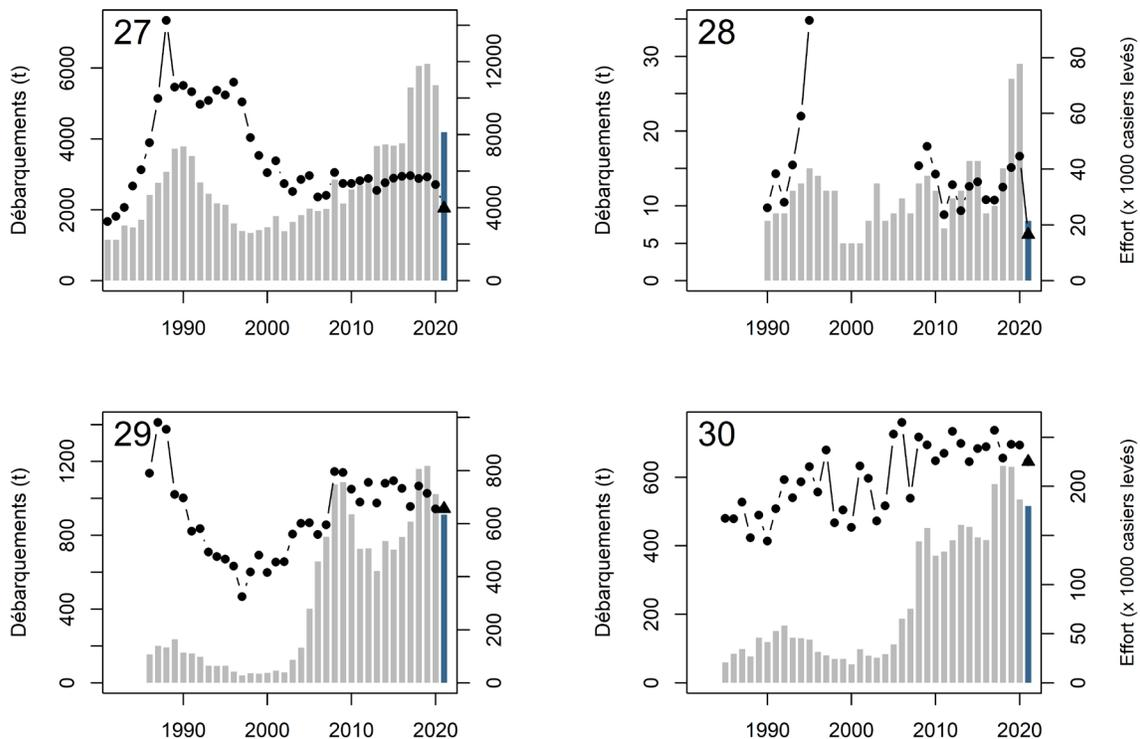 27
Débarquements (t)
0 2000 4000 6000
0 4000 8000 12000
1990 2000 2010 2020
28
Débarquements (t)
0 5 10 20 30
0 20 40 60 80
Effort (x 1000 casiers levés)
1990 2000 2010 2020
29
Débarquements (t)
0 400 800 1200
0 200 400 600 800
1990 2000 2010 2020
30
Débarquements (t)
0 200 400 600
0 50 100 200
Effort (x 1000 casiers levés)
1990 2000 2010 2020